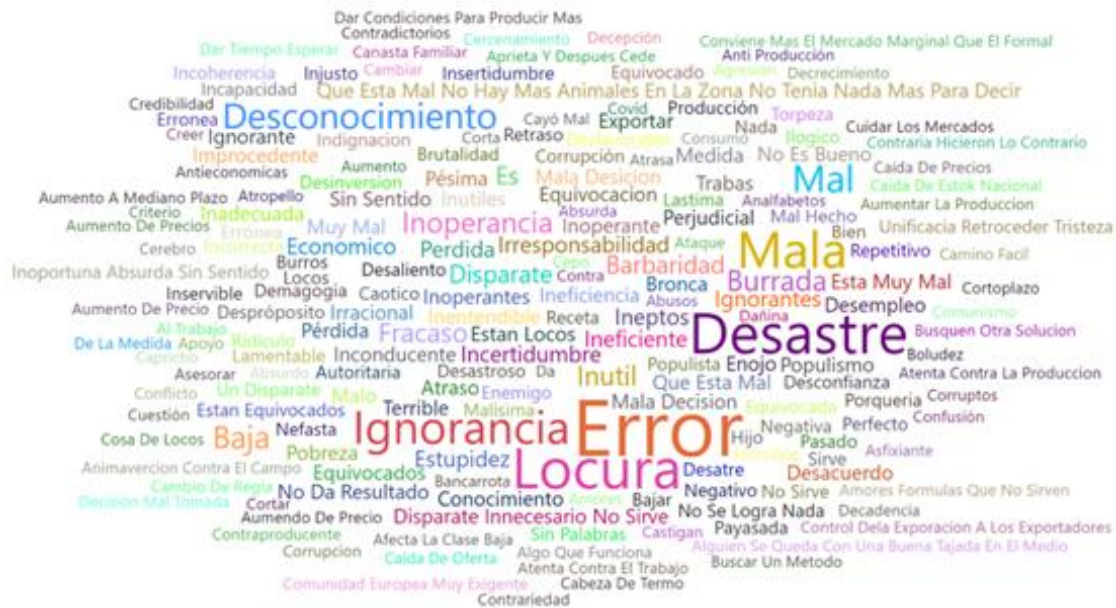 Dar Condiciones Para Producir Mas
Contradictorios Cercenamiento Decepción
Dar Tiempo Esperar Canasta Familiar Aprieta Y Despues Cede Conviene Mas El Mercado Marginal Que El Formal
Anti Producción
Incoherencia Injusto Cambiar Insertidumbre Equivocado Agresion Decrecimiento
Incapacidad Que Esta Mal No Hay Mas Animales En La Zona No Tenia Nada Mas Para Decir
Credibilidad Desconocimiento Cayó Mal Covid Exportar Producción Torpeza
Erronea Nada Cuidar Los Mercados
Creer Ignorante Indignacion Corta Retraso Desfavorable Consumo Ilogico Contraria Hicieron Lo Contrario
Improcedente Aumento Brutalidad Corrupción Atrasa Medida No Es Bueno Mal Caida De Precios
Antieconomicas Desinversion Pésima Es Mala Desicion Trabas Caida De Estok Nacional
Aumento A Mediano Plazo Atropello Sin Sentido Inutiles Equivocacion Lastima Analfabetos Aumentar La Produccion
Criterio Inadecuada Absurda Perjudicial Mal Hecho Bien
Aumento De Precios Errónea Muy Mal Inoperancia Inoperante Mala Unificacia Retroceder Tristeza
Cerebro Incorrecta Economico Perdida Irresponsabilidad Ataque Repetitivo Camino Facil
Inoportuna Absurda Sin Sentido Burros Desaliento Disparate Cepo Contra Barbaridad Bronca Burrada Esta Muy Mal
Locos
Inservible Demagogia Caotico Inoperantes Ineficiencia Abusos Ignorantes Desempleo Cortoplazo
Aumento De Precio Despropósito Irracional Inentendible Receta Ineptos Dañina Comunismo
Al Trabajo Ridiculo Pérdida Fracaso Estan Locos Ineficiente Desastre Busquen Otra Solucion
De La Medida Apoyo
Capricho Lamentable Inconducente Incertidumbre Populista Enojo Populismo Boludez
Asesorar Absurdo Autoritaria Desastroso Da Inutil Que Esta Mal Desconfianza Atenta Contra La Produccion
Conflicto Un Disparate Malo Atraso Enemigo Mala Decision Equivocada Porqueria Corruptos
Cuestión Estan Equivocados Terrible Malisima Negativa Perfecto Confusión
Cosa De Locos Baja Nefasta Ignorancia Error Hijo Pasado
Pobreza Estupidez Locura Sirve Asfixiante
Animavercion Contra El Campo Equivocados Bancarrota Desatre Desacuerdo
Cambio De Regla No Da Resultado Conocimiento Amores Bajar Negativo No Sirve Amores Formulas Que No Sirven
Decision Mal Tomada Cortar No Se Logra Nada Decadencia
Aumendo De Precio Disparate Innecesario No Sirve Payasada Control Dela Exporacion A Los Exportadores
Contraproducente Afecta La Clase Baja Sin Palabras Castigan
Corrupcion Caida De Oferta Algo Que Funciona Alguien Se Queda Con Una Buena Tajada En El Medio
Atenta Contra El Trabajo Buscar Un Metodo
Comunidad Europea Muy Exigente Cabeza De Termo
Contrariedad